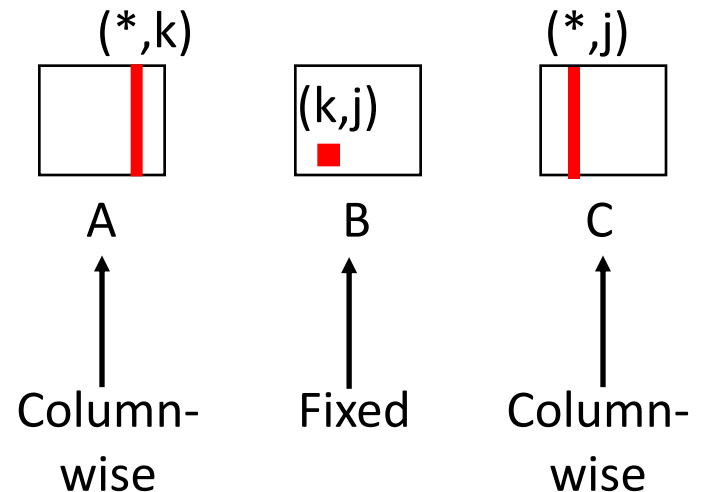 (*,k)
(*,j)
(k,j)
A
B
C
Column-
wise
Fixed
Column-
wise